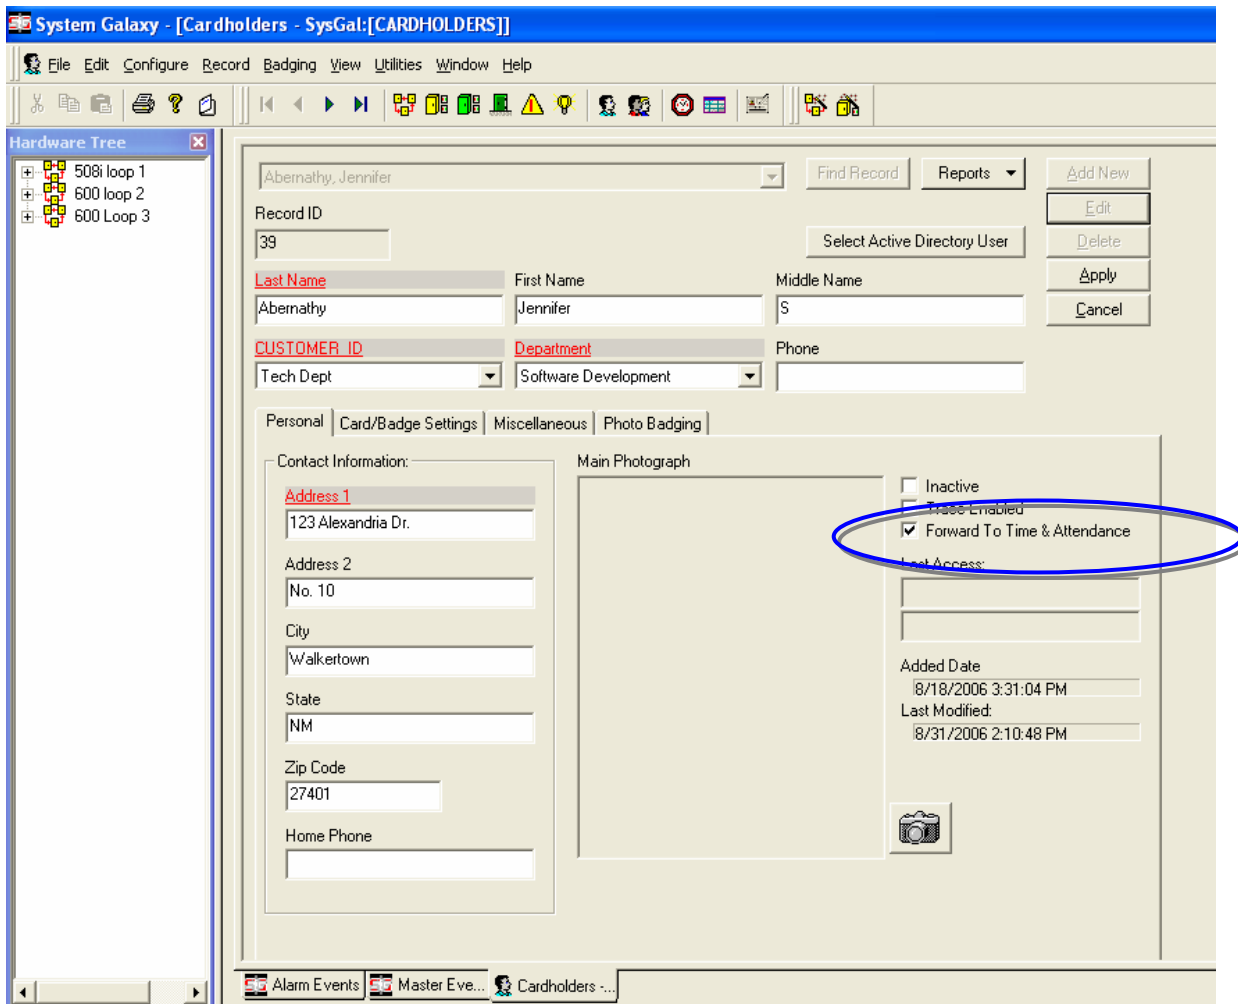 System Galaxy - [Cardholders - SysGal:[CARDHOLDERS]]
File Edit Configure Record Badging View Utilities Window Help
Hardware Tree
508i loop 1
600 loop 2
600 Loop 3
Abernathy, Jennifer
Find Record
Reports
Add New
Record ID
Edit
39
Select Active Directory User
Delete
Last Name
First Name
Middle Name
Apply
Abernathy
Jennifer
S
Cancel
CUSTOMER_ID
Department
Phone
Tech Dept
Software Development
Personal
Card/Badge Settings
Miscellaneous
Photo Badging
Contact Information:
Main Photograph
Address 1
Inactive
123 Alexandria Dr.
Trace Enabled
Forward To Time & Attendance
Address 2
Last Access:
No. 10
City
Walkertown
Added Date
8/18/2006 3:31:04 PM
State
Last Modified:
NM
8/31/2006 2:10:48 PM
Zip Code
27401
Home Phone
Alarm Events
Master Eve...
Cardholders -...